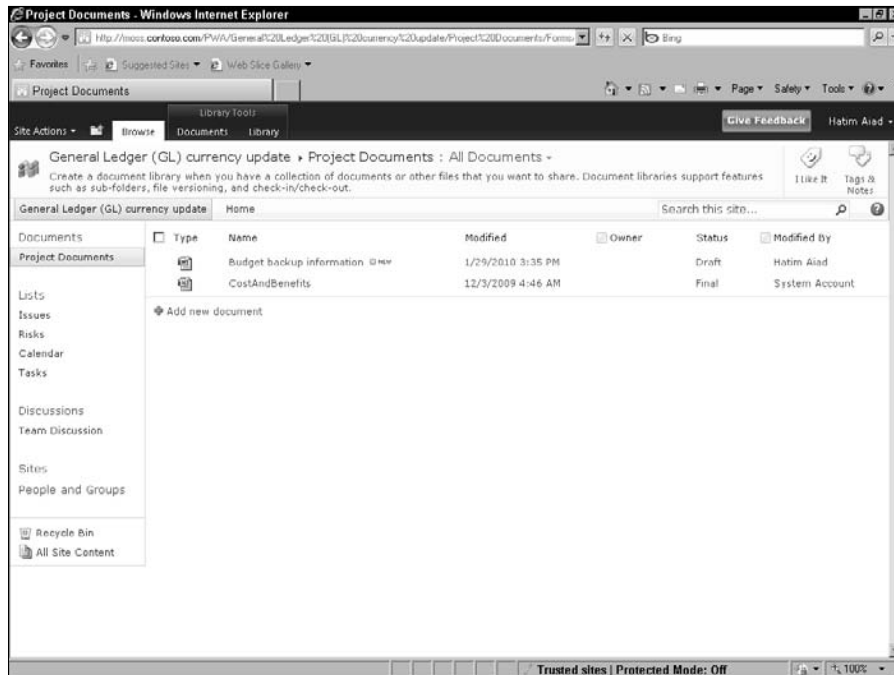 Project Documents - Windows Internet Explorer
http://moss.contoso.com/PWA/General%20Ledger%20(GL)%20currency%20update/Project%20Documents/Forms/
Bing
Favorites Suggested Sites Web Slice Gallery
Project Documents
Page Safety Tools
Library Tools
Site Actions Browse Documents Library Give Feedback Hatim Aiad
General Ledger (GL) currency update Project Documents : All Documents
Create a document library when you have a collection of documents or other files that you want to share. Document libraries support features
such as sub-folders, file versioning, and check-in/check-out.
I Like It Tags &
Notes
General Ledger (GL) currency update Home Search this site...
Documents
Project Documents
Lists
Issues
Risks
Calendar
Tasks
Discussions
Team Discussion
Sites
People and Groups
Recycle Bin
All Site Content
Type Name Modified Owner Status Modified By
Budget backup information NEW 1/29/2010 3:35 PM Draft Hatim Aiad
CostAndBenefits 12/3/2009 4:46 AM Final System Account
Add new document
Trusted sites | Protected Mode: Off 100%